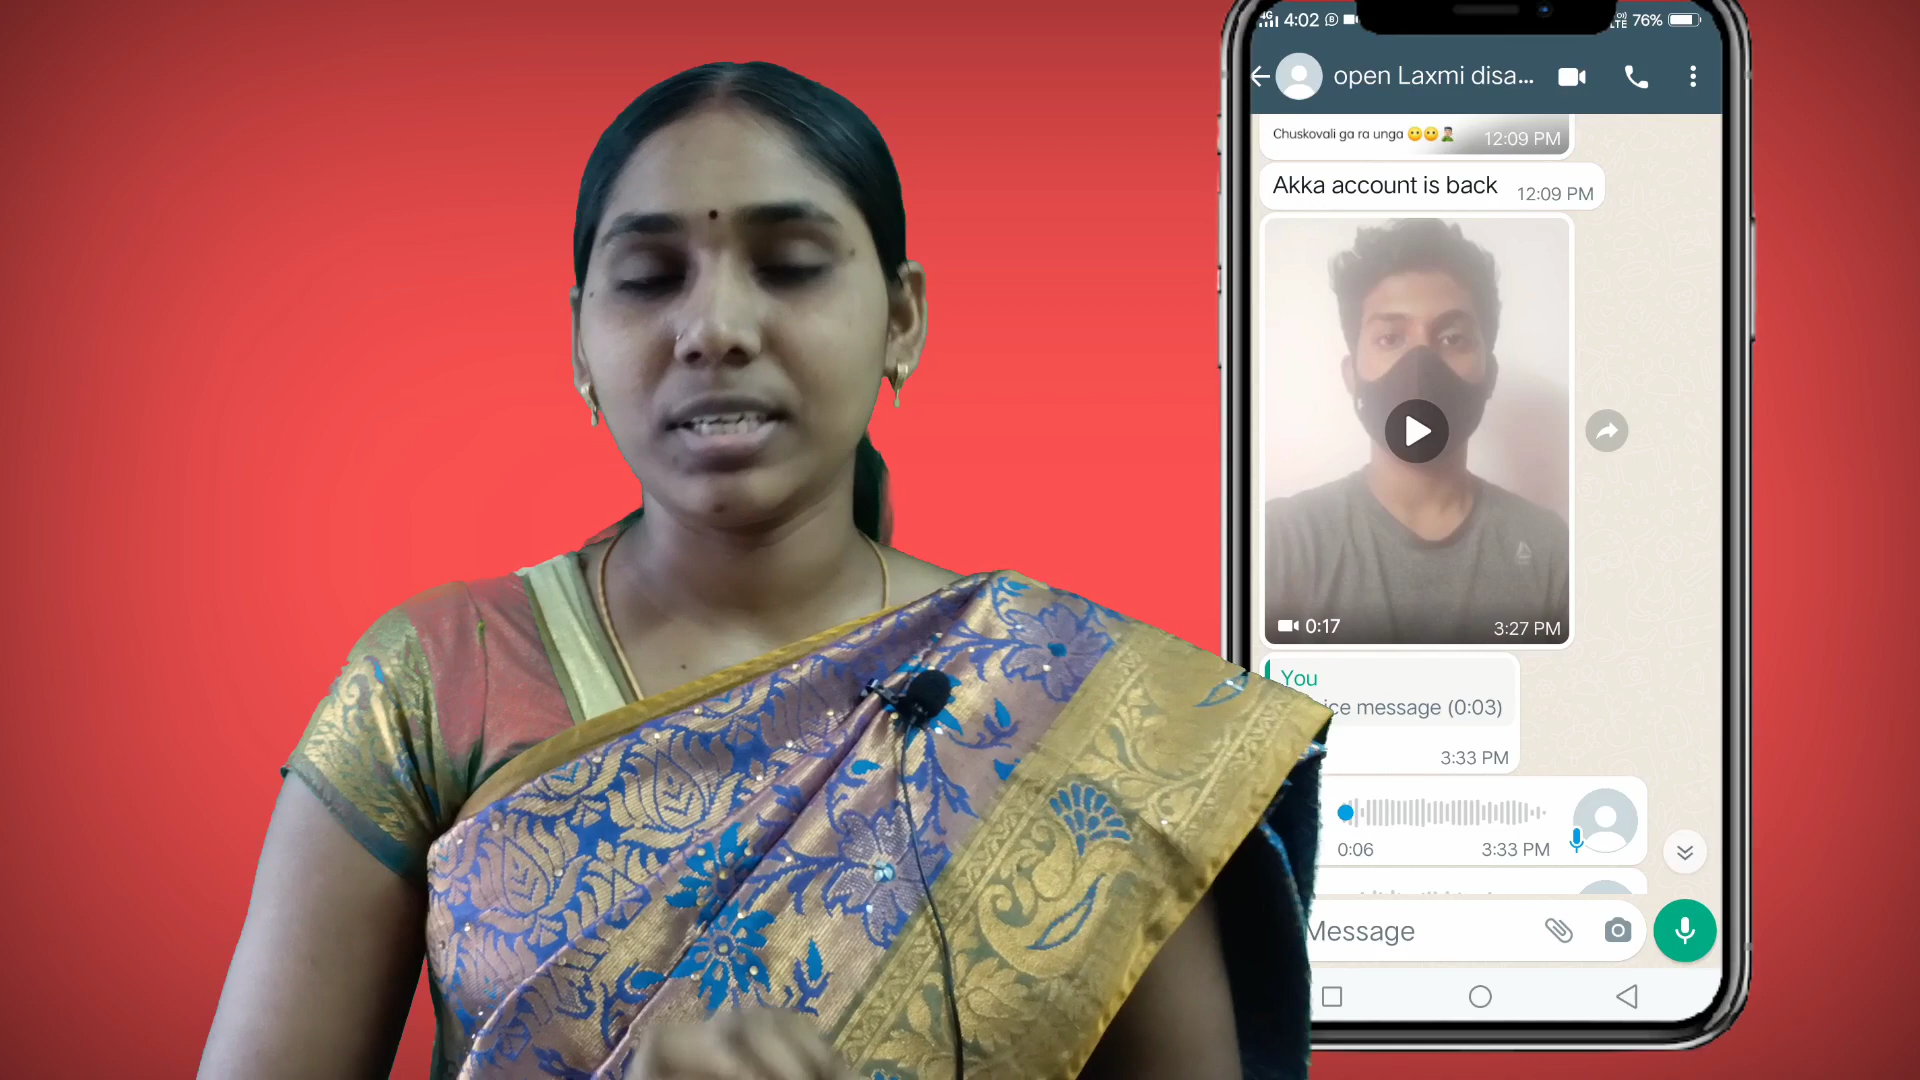 4G 4:02
LTE 76%
open Laxmi disa...
Chuskovali ga ra unga 😶😶🤦 12:09 PM
Akka account is back 12:09 PM
0:17 3:27 PM
You
ice message (0:03)
3:33 PM
0:06 3:33 PM
Message